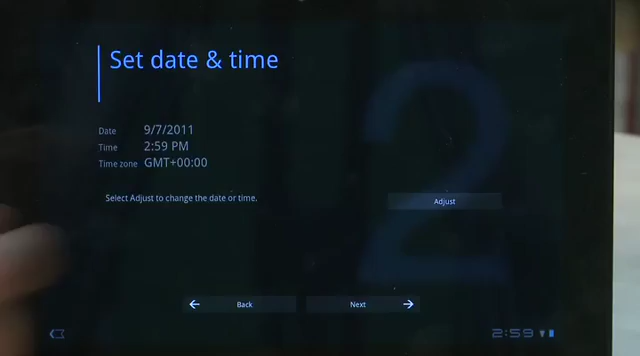 Set date & time
2
Date 9/7/2011
Time 2:59 PM
Time zone GMT+00:00
Select Adjust to change the date or time.
Adjust
Back
Next
2:59